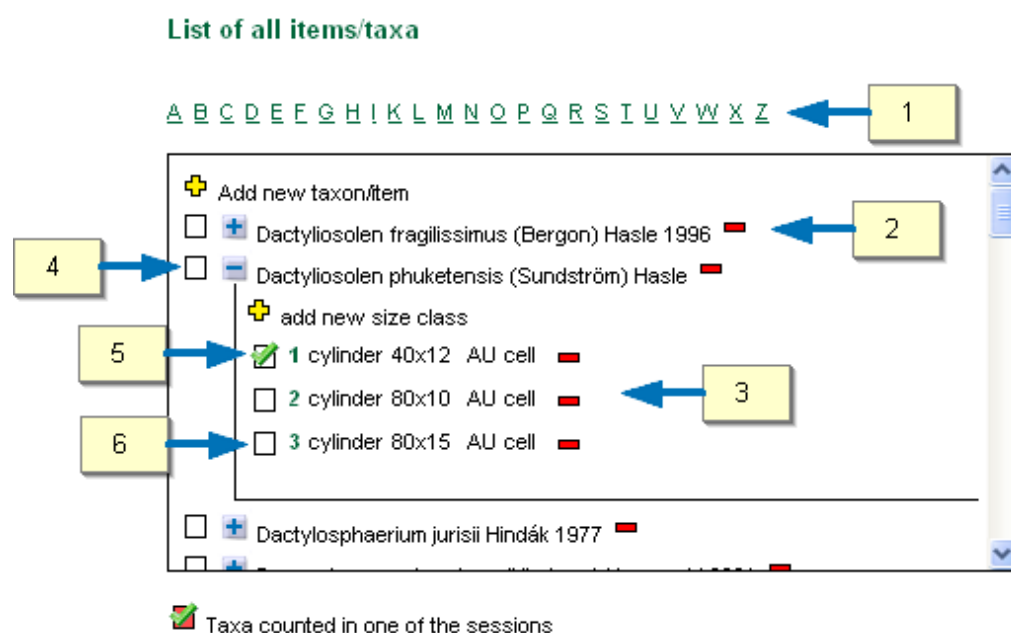 List of all items/taxa
A B C D E F G H I K L M N O P Q R S T U V W X Z
1
Add new taxon/item
Dactyliosolen fragilissimus (Bergon) Hasle 1996
2
4
Dactyliosolen phuketensis (Sundström) Hasle
add new size class
5
1 cylinder 40x12 AU cell
2 cylinder 80x10 AU cell
3
6
3 cylinder 80x15 AU cell
Dactylosphaerium jurisii Hindák 1977
Taxa counted in one of the sessions